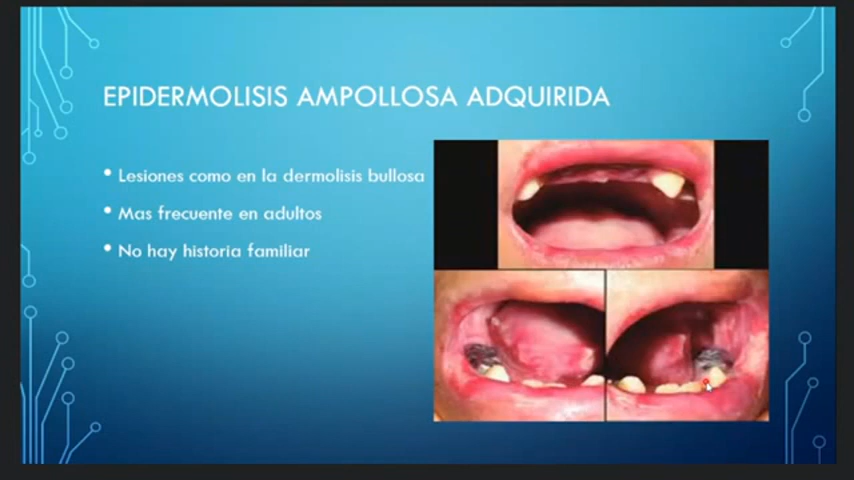 EPIDERMOLISIS AMPOLLOSA ADQUIRIDA
• Lesiones como en la dermolisis bullosa
• Mas frecuente en adultos
• No hay historia familiar